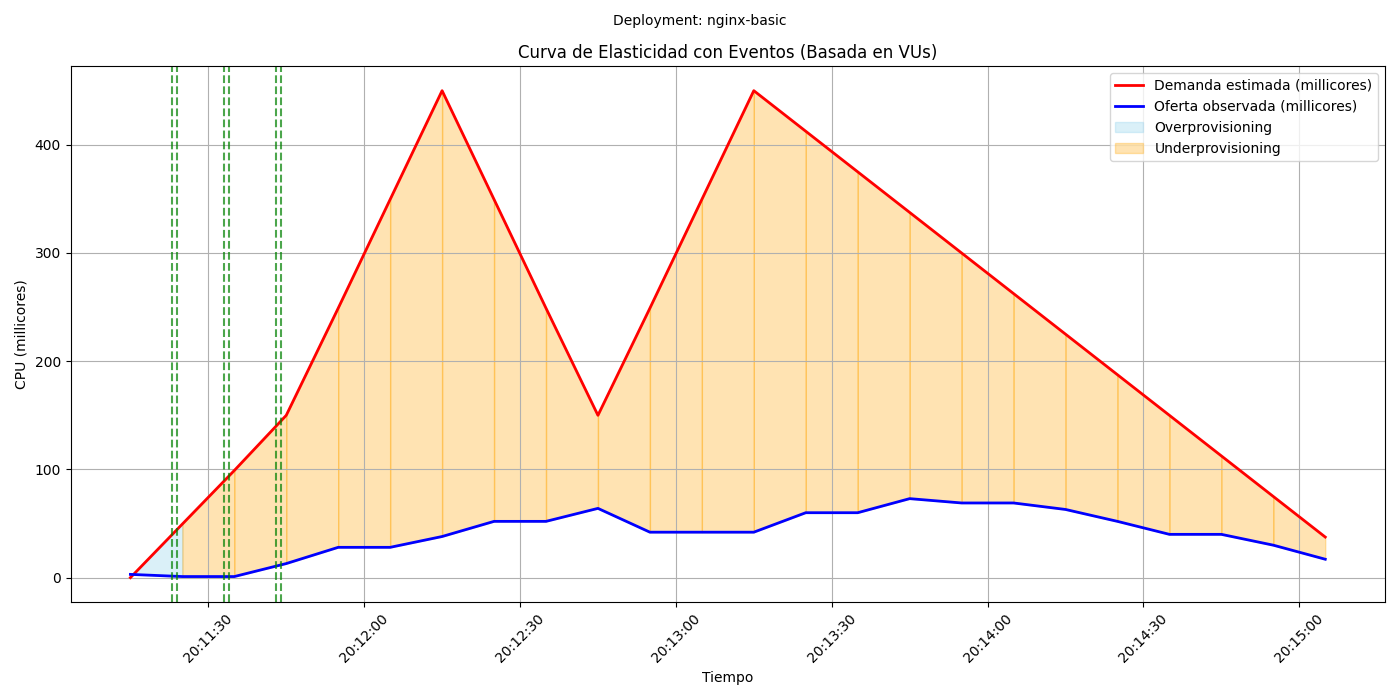 Deployment: nginx-basic
Curva de Elasticidad con Eventos (Basada en VUs)
Demanda estimada (millicores)
Oferta observada (millicores)
Overprovisioning
Underprovisioning
CPU (millicores)
400
300
200
100
0
20:11:30
20:12:00
20:12:30
20:13:00
20:13:30
20:14:00
20:14:30
20:15:00
Tiempo